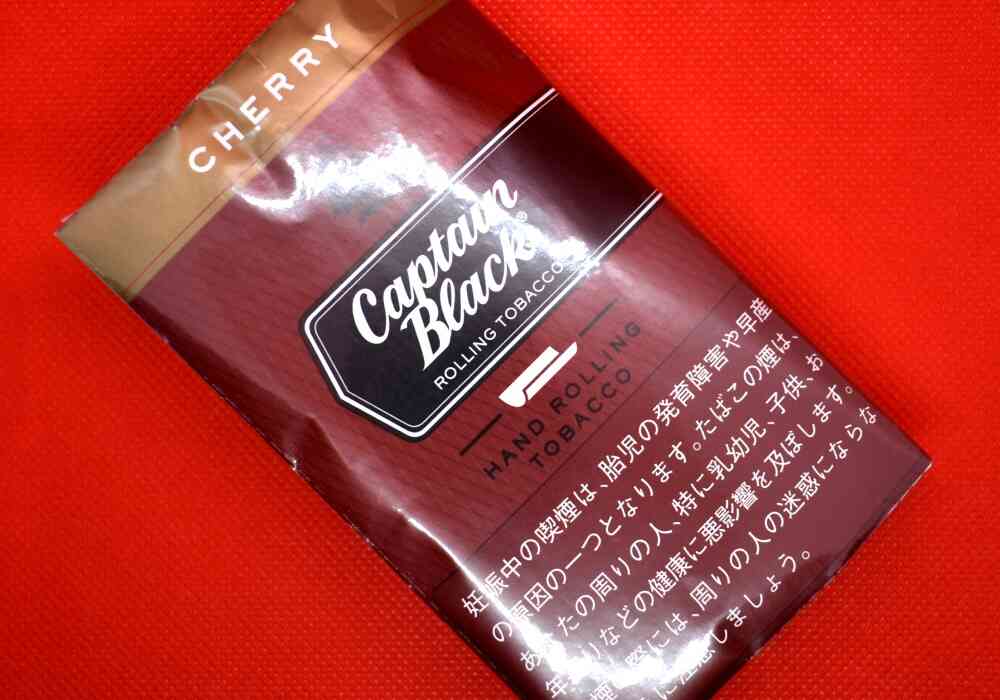 CHERRY
Captain
Black®
ROLLING TOBACCO
HAND ROLLING
TOBACCO
妊娠中の喫煙は、胎児の発育障害や早産
の原因の一つとなります。たばこの煙は、
あなたの周りの人、特に乳幼児、子供、お
年寄りなどの健康に悪影響を及ぼします。
喫煙の際には、周りの人の迷惑にならな
に注意しましょう。